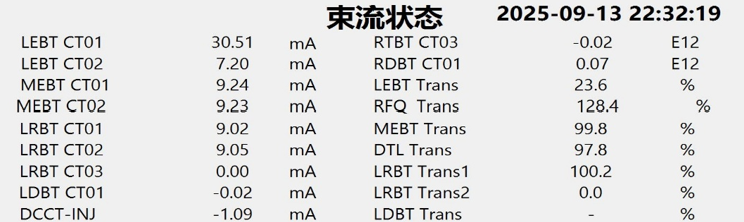 束流状态 2025-09-13 22:32:19
LEBT CT01 30.51 mA RTBT CT03 -0.02 E12
LEBT CT02 7.20 mA RDBT CT01 0.07 E12
MEBT CT01 9.24 mA LEBT Trans 23.6 %
MEBT CT02 9.23 mA RFQ Trans 128.4 %
LRBT CT01 9.02 mA MEBT Trans 99.8 %
LRBT CT02 9.05 mA DTL Trans 97.8 %
LRBT CT03 0.00 mA LRBT Trans1 100.2 %
LDBT CT01 -0.02 mA LRBT Trans2 0.0 %
DCCT-INJ -1.09 mA LDBT Trans - %